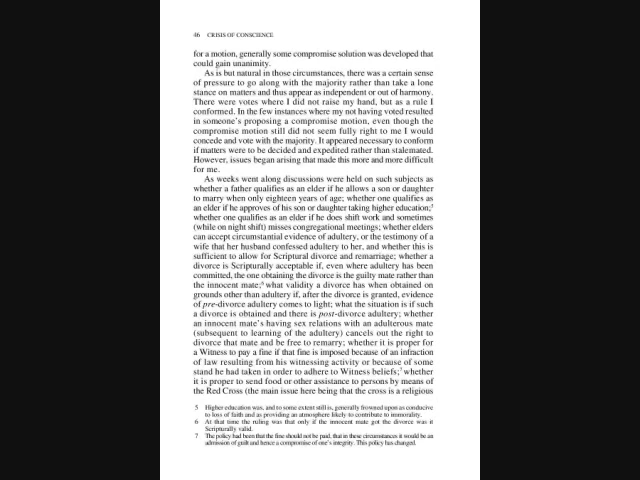 46 CRISIS OF CONSCIENCE
for a motion, generally some compromise solution was developed that
could gain unanimity.
As is but natural in those circumstances, there was a certain sense
of pressure to go along with the majority rather than take a lone
stance on matters and thus appear as independent or out of harmony.
There were votes where I did not raise my hand, but as a rule I
conformed. In the few instances where my not having voted resulted
in someone's proposing a compromise motion, even though the
compromise motion still did not seem fully right to me I would
concede and vote with the majority. It appeared necessary to conform
if matters were to be decided and expedited rather than stalemated.
However, issues began arising that made this more and more difficult
for me.
As weeks went along discussions were held on such subjects as
whether a father qualifies as an elder if he allows a son or daughter
to marry when only eighteen years of age; whether one qualifies as
an elder if he approves of his son or daughter taking higher education;5
whether one qualifies as an elder if he does shift work and sometimes
(while on night shift) misses congregational meetings; whether elders
can accept circumstantial evidence of adultery, or the testimony of a
wife that her husband confessed adultery to her, and whether this is
sufficient to allow for Scriptural divorce and remarriage; whether a
divorce is Scripturally acceptable if, even where adultery has been
committed, the one obtaining the divorce is the guilty mate rather than
the innocent mate;6 what validity a divorce has when obtained on
grounds other than adultery if, after the divorce is granted, evidence
of pre-divorce adultery comes to light; what the situation is if such
a divorce is obtained and there is post-divorce adultery; whether
an innocent mate's having sex relations with an adulterous mate
(subsequent to learning of the adultery) cancels out the right to
divorce that mate and be free to remarry; whether it is proper for
a Witness to pay a fine if that fine is imposed because of an infraction
of law resulting from his witnessing activity or because of some
stand he had taken in order to adhere to Witness beliefs;7 whether
it is proper to send food or other assistance to persons by means of
the Red Cross (the main issue here being that the cross is a religious
5 Higher education was, and to some extent still is, generally frowned upon as conducive
to loss of faith and as providing an atmosphere likely to contribute to immorality.
6 At that time the ruling was that only if the innocent mate got the divorce was it
Scripturally valid.
7 The policy had been that the fine should not be paid, that in these circumstances it would be an
admission of guilt and hence a compromise of one's integrity. This policy has changed.